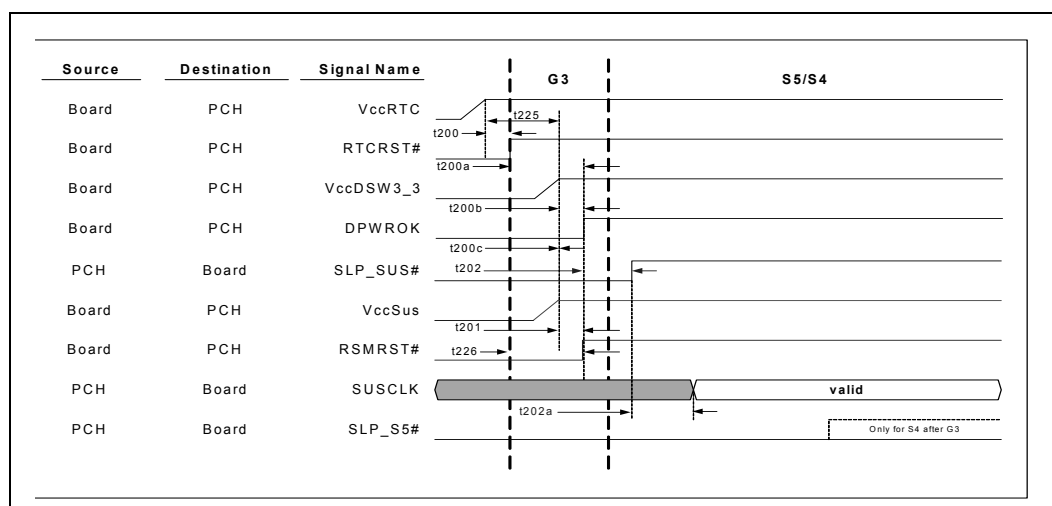 Source Destination Signal Name G3 S5/S4
Board PCH VccRTC
t225
t200
Board PCH RTCRST#
t200a
Board PCH VccDSW3_3
t200b
Board PCH DPWROK
t200c
PCH Board SLP_SUS# t202
Board PCH VccSus
t201
Board PCH RSMRST# t226
PCH Board SUSCLK valid
t202a
PCH Board SLP_S5# Only for S4 after G3